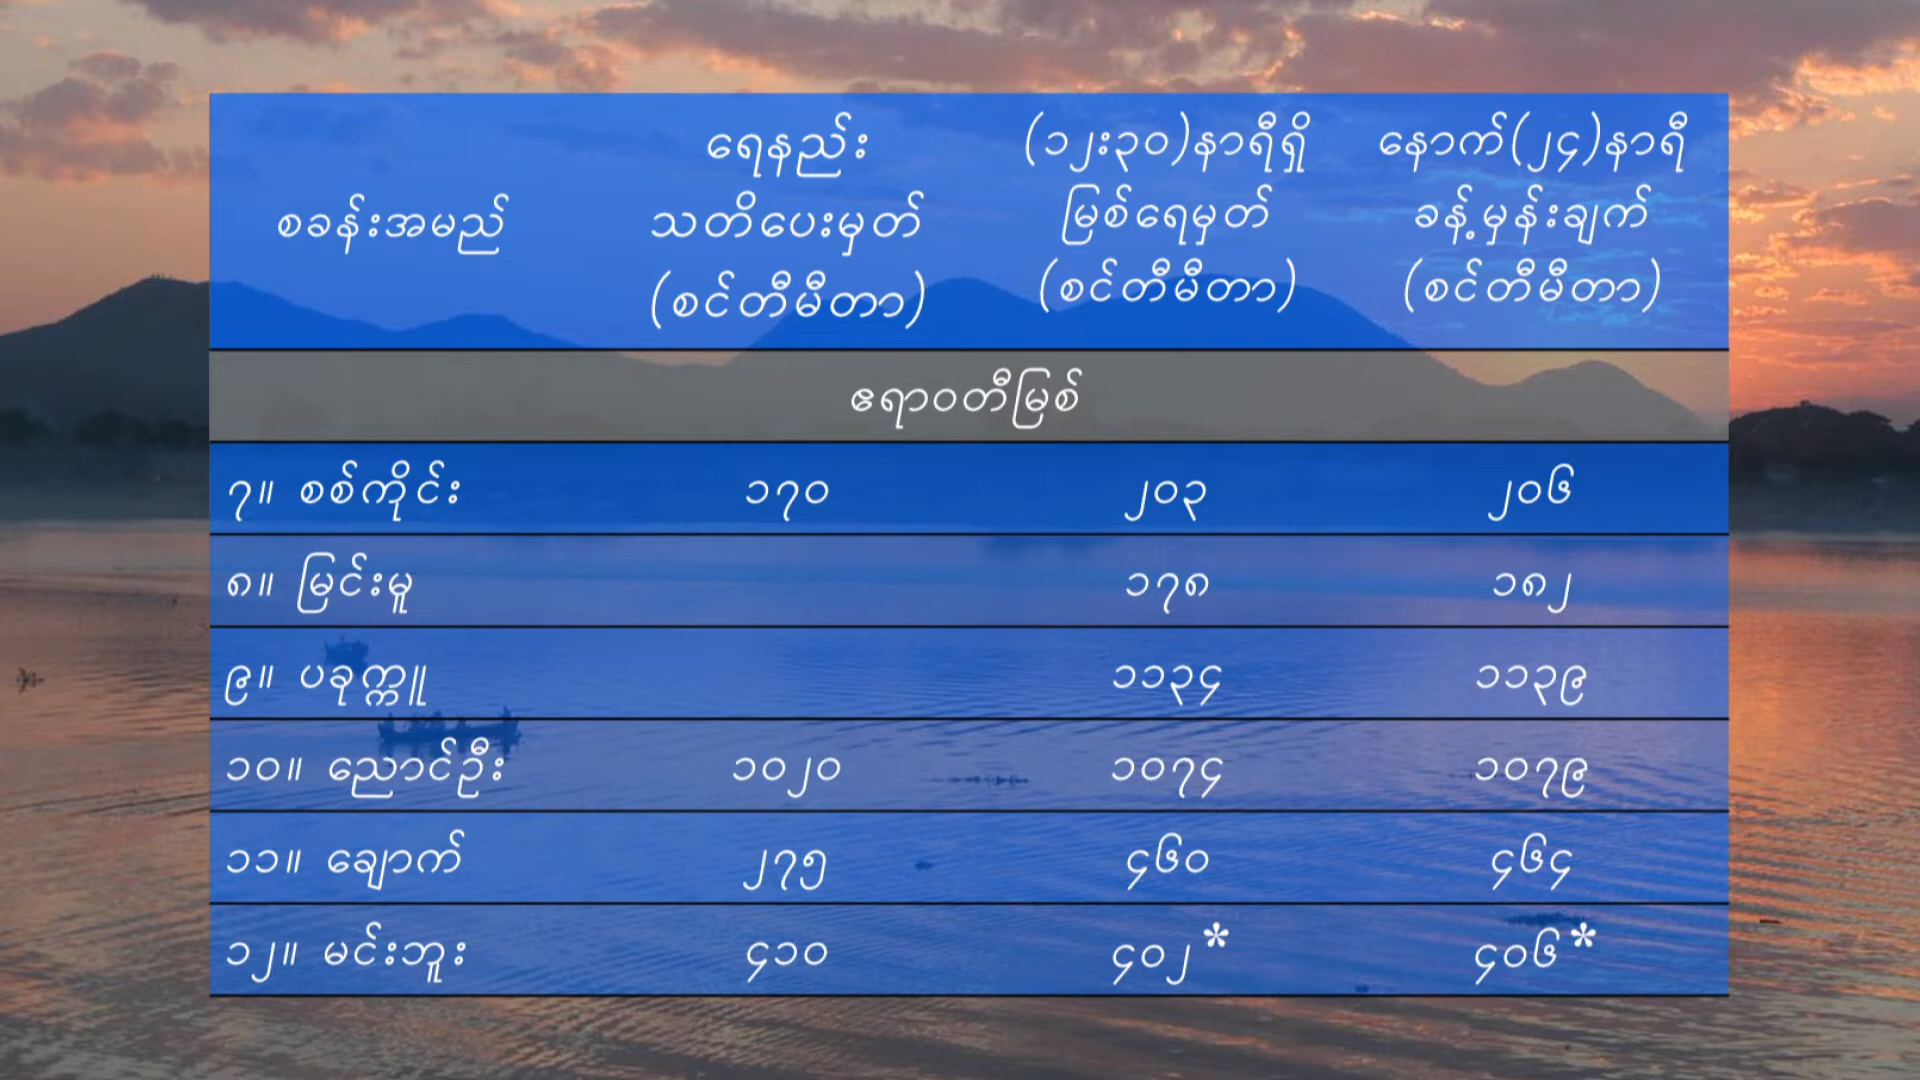 စခန်းအမည်
ရေနည်း
သတိပေးမှတ်
(စင်တီမီတာ)
(၁၂း၃၀)နာရီရှိ
မြစ်ရေမှတ်
(စင်တီမီတာ)
နောက်(၂၄)နာရီ
ခန့်မှန်းချက်
(စင်တီမီတာ)
ဧရာဝတီမြစ်
၇။ စစ်ကိုင်း ၁၇၀ ၂၀၃ ၂၀၆
၈။ မြင်းမူ ၁၇၈ ၁၈၂
၉။ ပခုက္ကူ ၁၁၃၄ ၁၁၃၉
၁၀။ ညောင်ဦး ၁၀၂၀ ၁၀၇၄ ၁၀၇၉
၁၁။ ချောက် ၂၇၅ ၄၆၀ ၄၆၄
၁၂။ မင်းဘူး ၄၁၀ ၄၀၂* ၄၀၆*